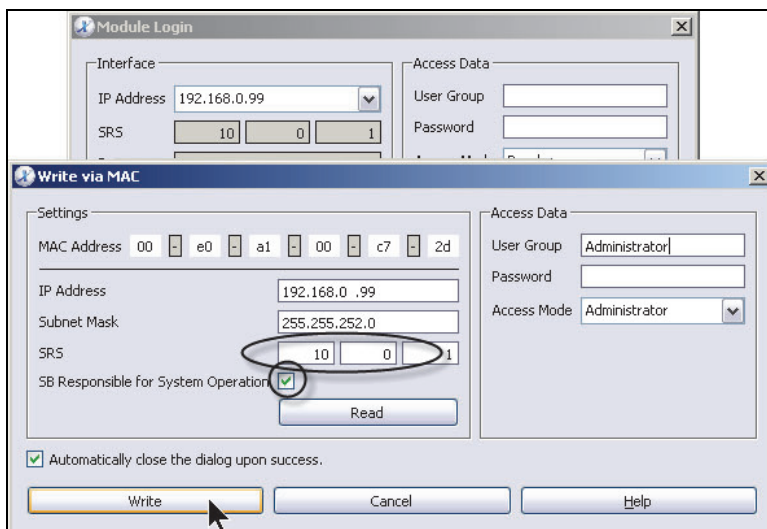 Module Login
Interface
Access Data
IP Address 192.168.0.99
User Group
SRS 10 0 1
Password
Write via MAC
Settings
Access Data
MAC Address 00 - e0 - a1 - 00 - c7 - 2d
User Group Administrator
IP Address 192.168.0 .99
Password
Subnet Mask 255.255.252.0
Access Mode Administrator
SRS 10 0 1
SB Responsible for System Operation
Read
Automatically close the dialog upon success.
Write Cancel Help